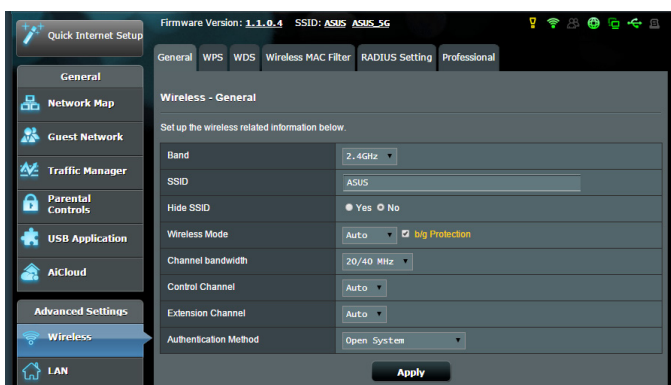 Firmware Version: 1.1.0.4 SSID: ASUS ASUS_5G
Quick Internet Setup
General WPS WDS Wireless MAC Filter RADIUS Setting Professional
General
Network Map
Guest Network
Traffic Manager
Parental Controls
USB Application
AiCloud
Advanced Settings
Wireless
LAN
Wireless - General
Set up the wireless related information below.
Band 2.4GHz
SSID ASUS
Hide SSID Yes No
Wireless Mode Auto b/g Protection
Channel bandwidth 20/40 MHz
Control Channel Auto
Extension Channel Auto
Authentication Method Open System
Apply